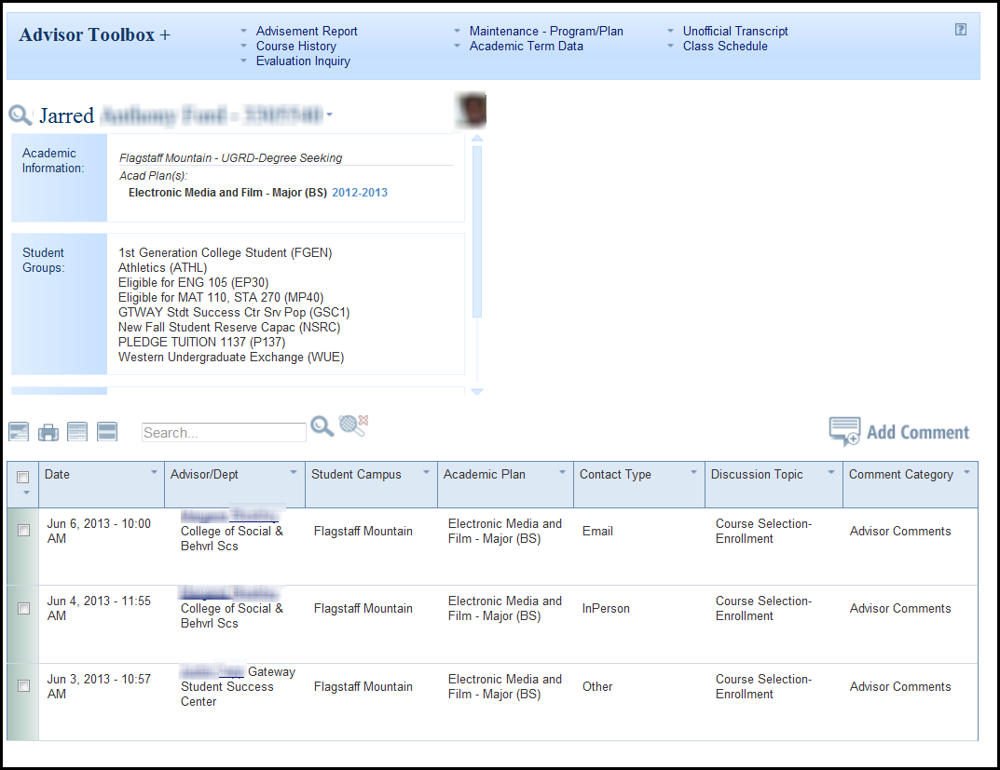 Advisor Toolbox +
Advisement Report
Course History
Evaluation Inquiry
Maintenance - Program/Plan
Academic Term Data
Unofficial Transcript
Class Schedule
?
Jarred
Academic
Information:
Flagstaff Mountain - UGRD-Degree Seeking
Acad Plan(s):
Electronic Media and Film - Major (BS) 2012-2013
Student
Groups:
1st Generation College Student (FGEN)
Athletics (ATHL)
Eligible for ENG 105 (EP30)
Eligible for MAT 110, STA 270 (MP40)
GTWAY Stdt Success Ctr Srv Pop (GSC1)
New Fall Student Reserve Capac (NSRC)
PLEDGE TUITION 1137 (P137)
Western Undergraduate Exchange (WUE)
Search...
Add Comment
Date
Advisor/Dept
Student Campus
Academic Plan
Contact Type
Discussion Topic
Comment Category
Jun 6, 2013 - 10:00
AM
College of Social &
Behvrl Scs
Flagstaff Mountain
Electronic Media and
Film - Major (BS)
Email
Course Selection-
Enrollment
Advisor Comments
Jun 4, 2013 - 11:55
AM
College of Social &
Behvrl Scs
Flagstaff Mountain
Electronic Media and
Film - Major (BS)
InPerson
Course Selection-
Enrollment
Advisor Comments
Jun 3, 2013 - 10:57
AM
Gateway
Student Success
Center
Flagstaff Mountain
Electronic Media and
Film - Major (BS)
Other
Course Selection-
Enrollment
Advisor Comments